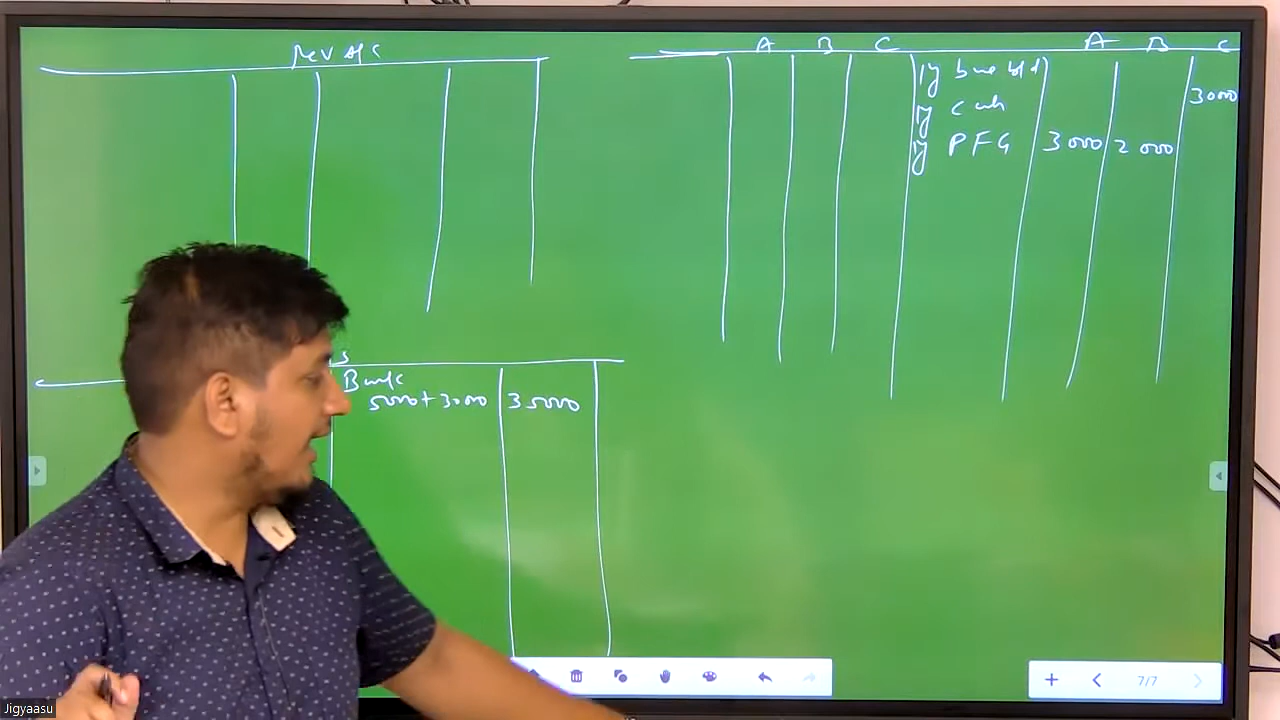 Rev a/c
A B C A B C
By bal b/d
By Cash 3000
By PFG 3000 2000
S
Bank
5000+3000 35000
7/7
Jigyaasu